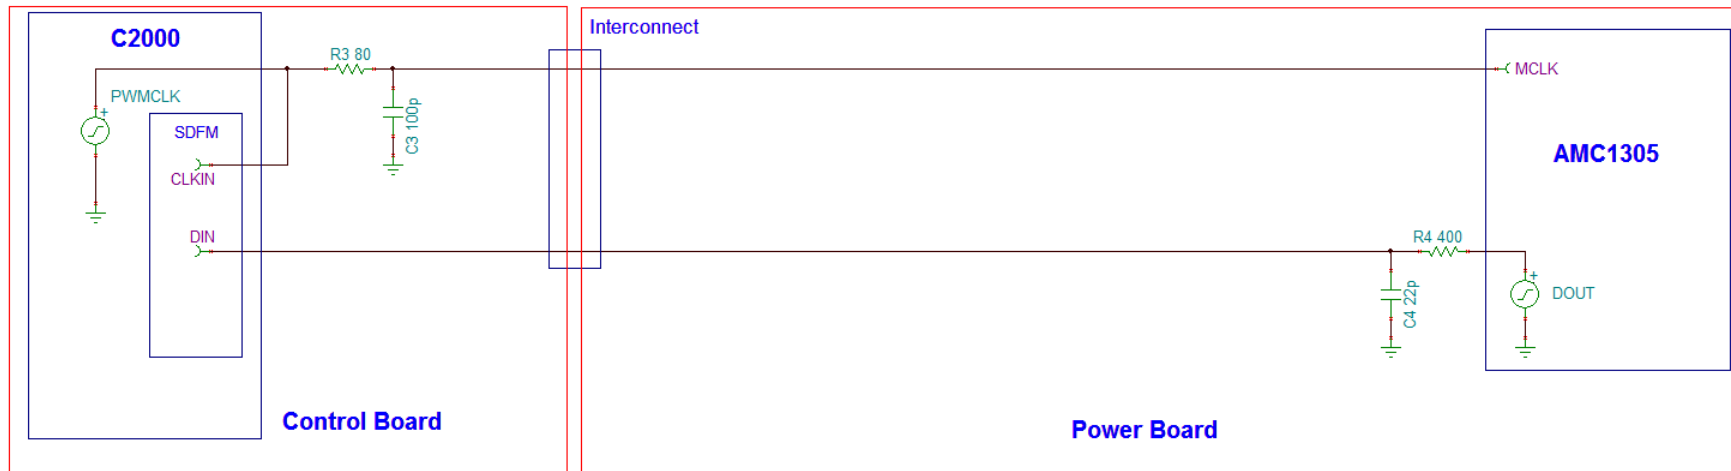 C2000
Interconnect
R3 80
MCLK
PWMCLK
C3 100p
SDFM
AMC1305
CLKIN
DIN
R4 400
+
+
DOUT
C4 22p
Control Board
Power Board